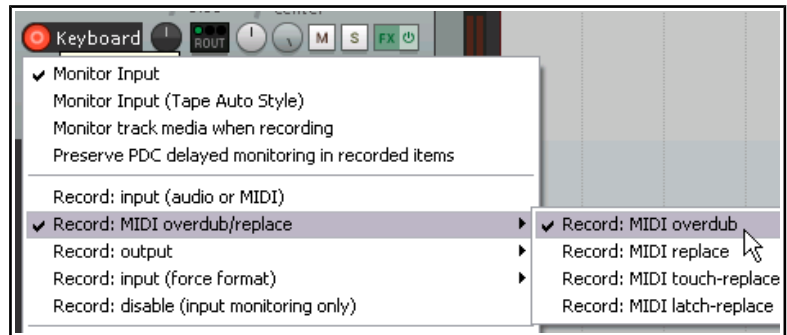 Keyboard ROUT M S FX
Monitor Input
Monitor Input (Tape Auto Style)
Monitor track media when recording
Preserve PDC delayed monitoring in recorded items
Record: input (audio or MIDI)
Record: MIDI overdub/replace
Record: output
Record: input (force format)
Record: disable (input monitoring only)
Record: MIDI overdub
Record: MIDI replace
Record: MIDI touch-replace
Record: MIDI latch-replace